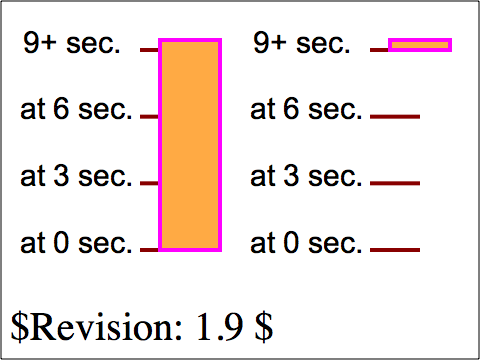 9+ sec. 9+ sec.
at 6 sec. at 6 sec.
at 3 sec. at 3 sec.
at 0 sec. at 0 sec.
$Revision: 1.9 $